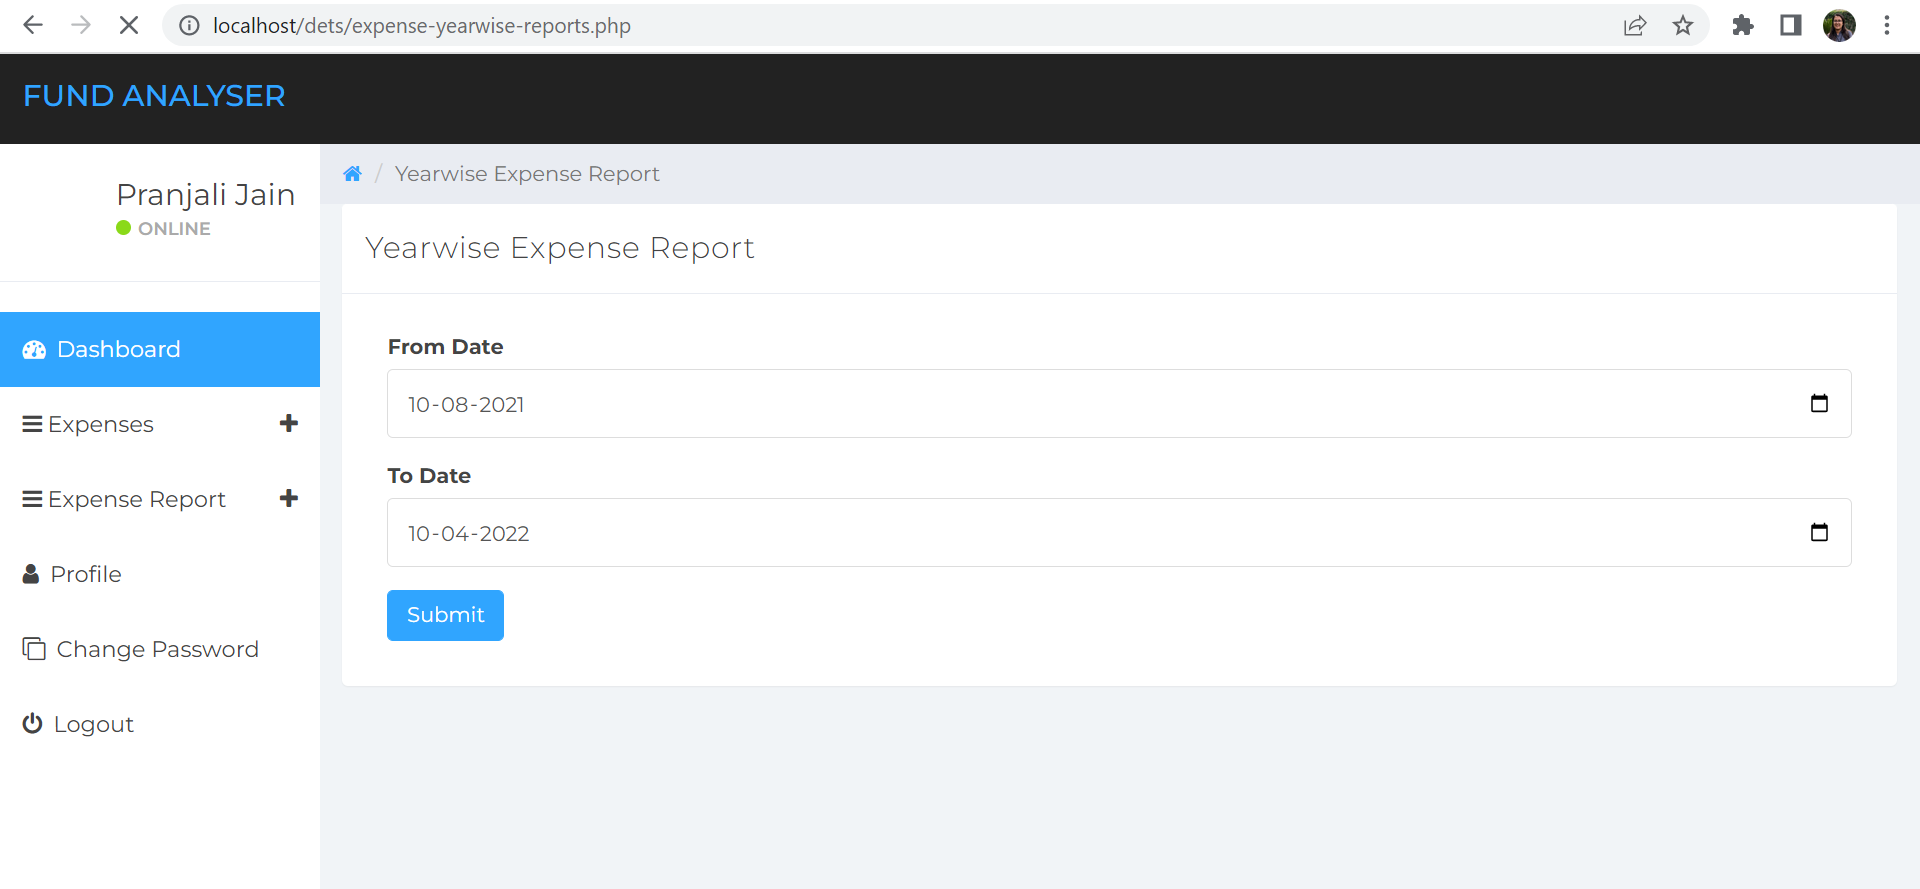 localhost/dets/expense-yearwise-reports.php
FUND ANALYSER
Pranjali Jain
ONLINE
Dashboard
Expenses
Expense Report
Profile
Change Password
Logout
/ Yearwise Expense Report
Yearwise Expense Report
From Date
10-08-2021
To Date
10-04-2022
Submit